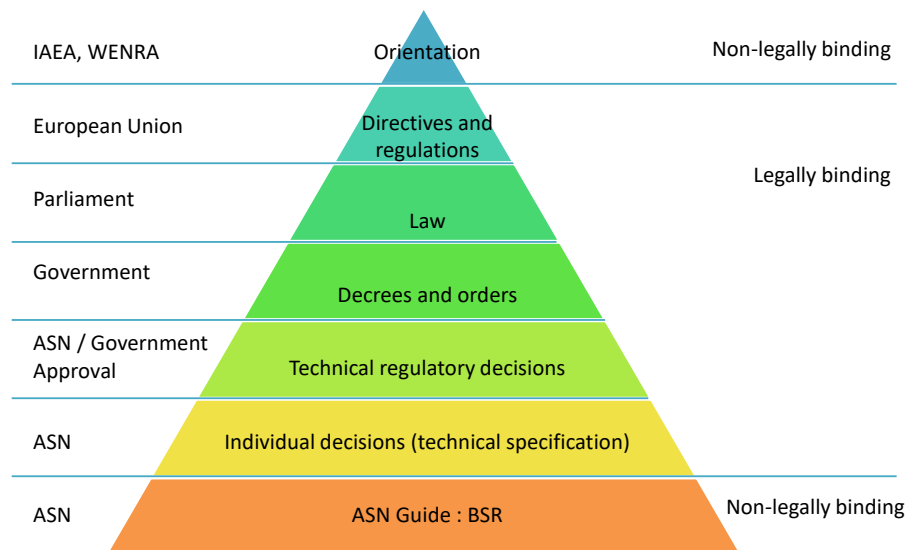 IAEA, WENRA
Orientation
Non-legally binding
European Union
Directives and
regulations
Legally binding
Parliament
Law
Government
Decrees and orders
ASN / Government
Approval
Technical regulatory decisions
ASN
Individual decisions (technical specification)
ASN
ASN Guide : BSR
Non-legally binding